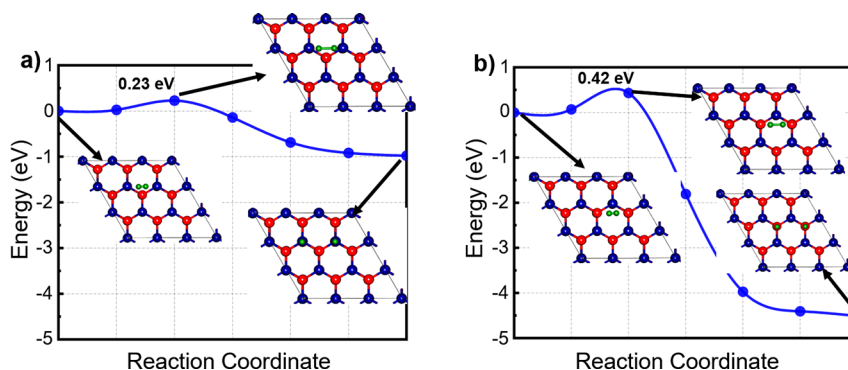 a)
0.23 eV
1
0
-1
-2
-3
-4
-5
Energy (eV)
Reaction Coordinate
b)
0.42 eV
1
0
-1
-2
-3
-4
-5
Energy (eV)
Reaction Coordinate